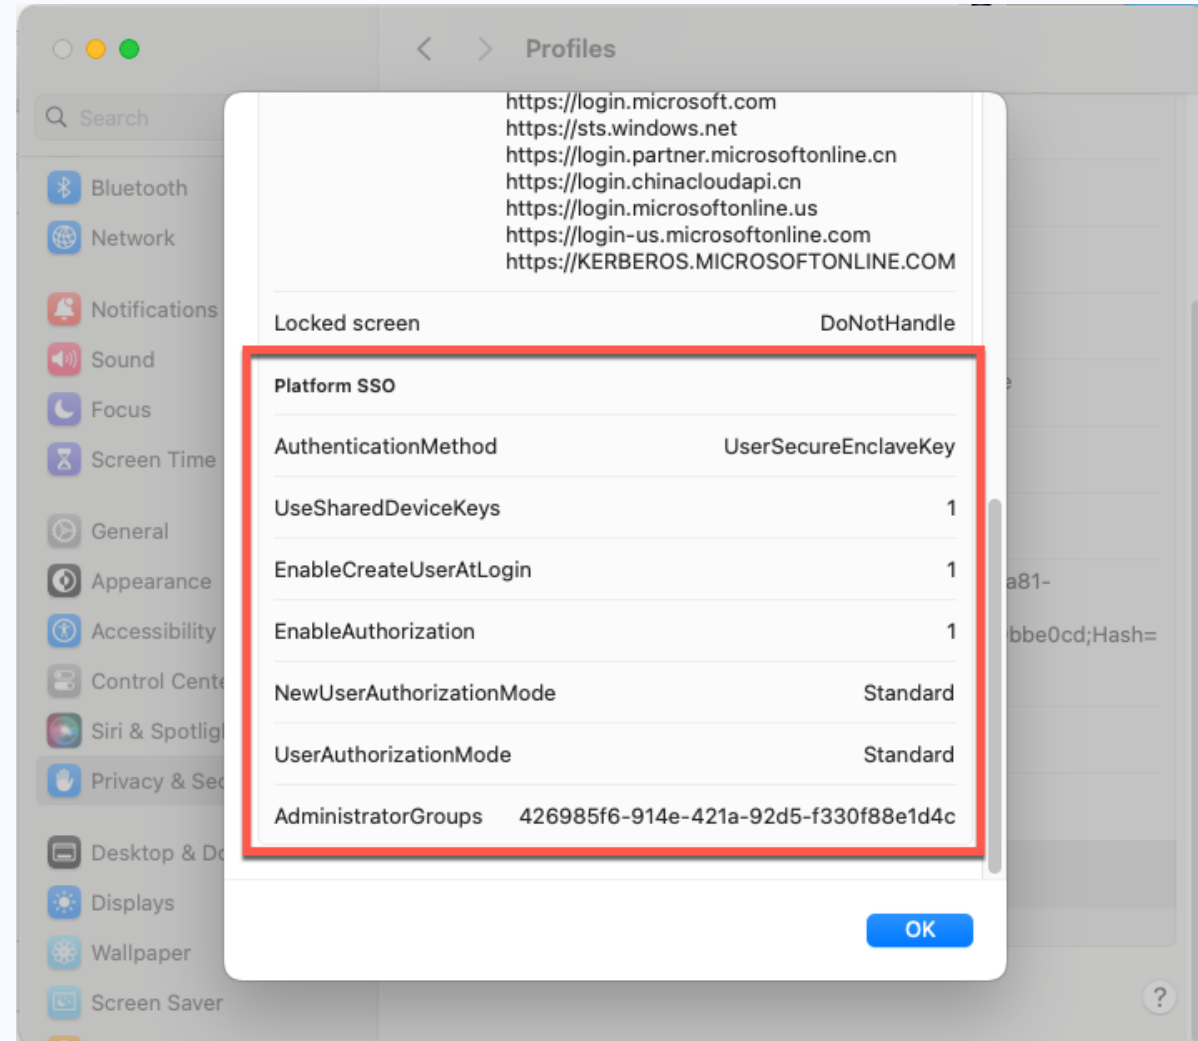 Profiles
Search
Bluetooth
Network
Notifications
Sound
Focus
Screen Time
General
Appearance
Accessibility
Control Cente
Siri & Spotlig
Privacy & Sec
Desktop & Do
Displays
Wallpaper
Screen Saver
https://login.microsoft.com
https://sts.windows.net
https://login.partner.microsoftonline.cn
https://login.chinacloudapi.cn
https://login.microsoftonline.us
https://login-us.microsoftonline.com
https://KERBEROS.MICROSOFTONLINE.COM
Locked screen DoNotHandle
Platform SSO
AuthenticationMethod UserSecureEnclaveKey
UseSharedDeviceKeys 1
EnableCreateUserAtLogin 1
EnableAuthorization 1
NewUserAuthorizationMode Standard
UserAuthorizationMode Standard
AdministratorGroups 426985f6-914e-421a-92d5-f330f88e1d4c
OK
a81-
bbe0cd;Hash=
?